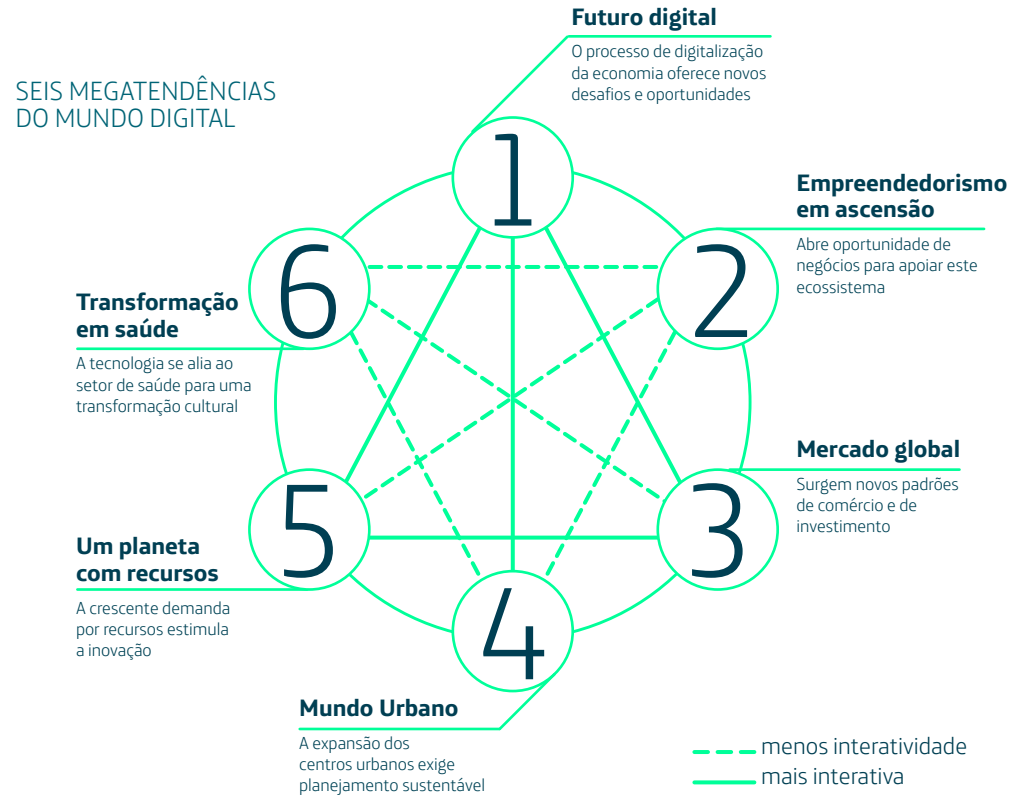 SEIS MEGATENDÊNCIAS
DO MUNDO DIGITAL
Futuro digital
O processo de digitalização
da economia oferece novos
desafios e oportunidades
1
Empreendedorismo
em ascensão
Abre oportunidade de
negócios para apoiar este
ecossistema
2
Mercado global
Surgem novos padrões
de comércio e de
investimento
3
4
Mundo Urbano
A expansão dos
centros urbanos exige
planejamento sustentável
5
Um planeta
com recursos
A crescente demanda
por recursos estimula
a inovação
6
Transformação
em saúde
A tecnologia se alia ao
setor de saúde para uma
transformação cultural
menos interatividade
mais interativa